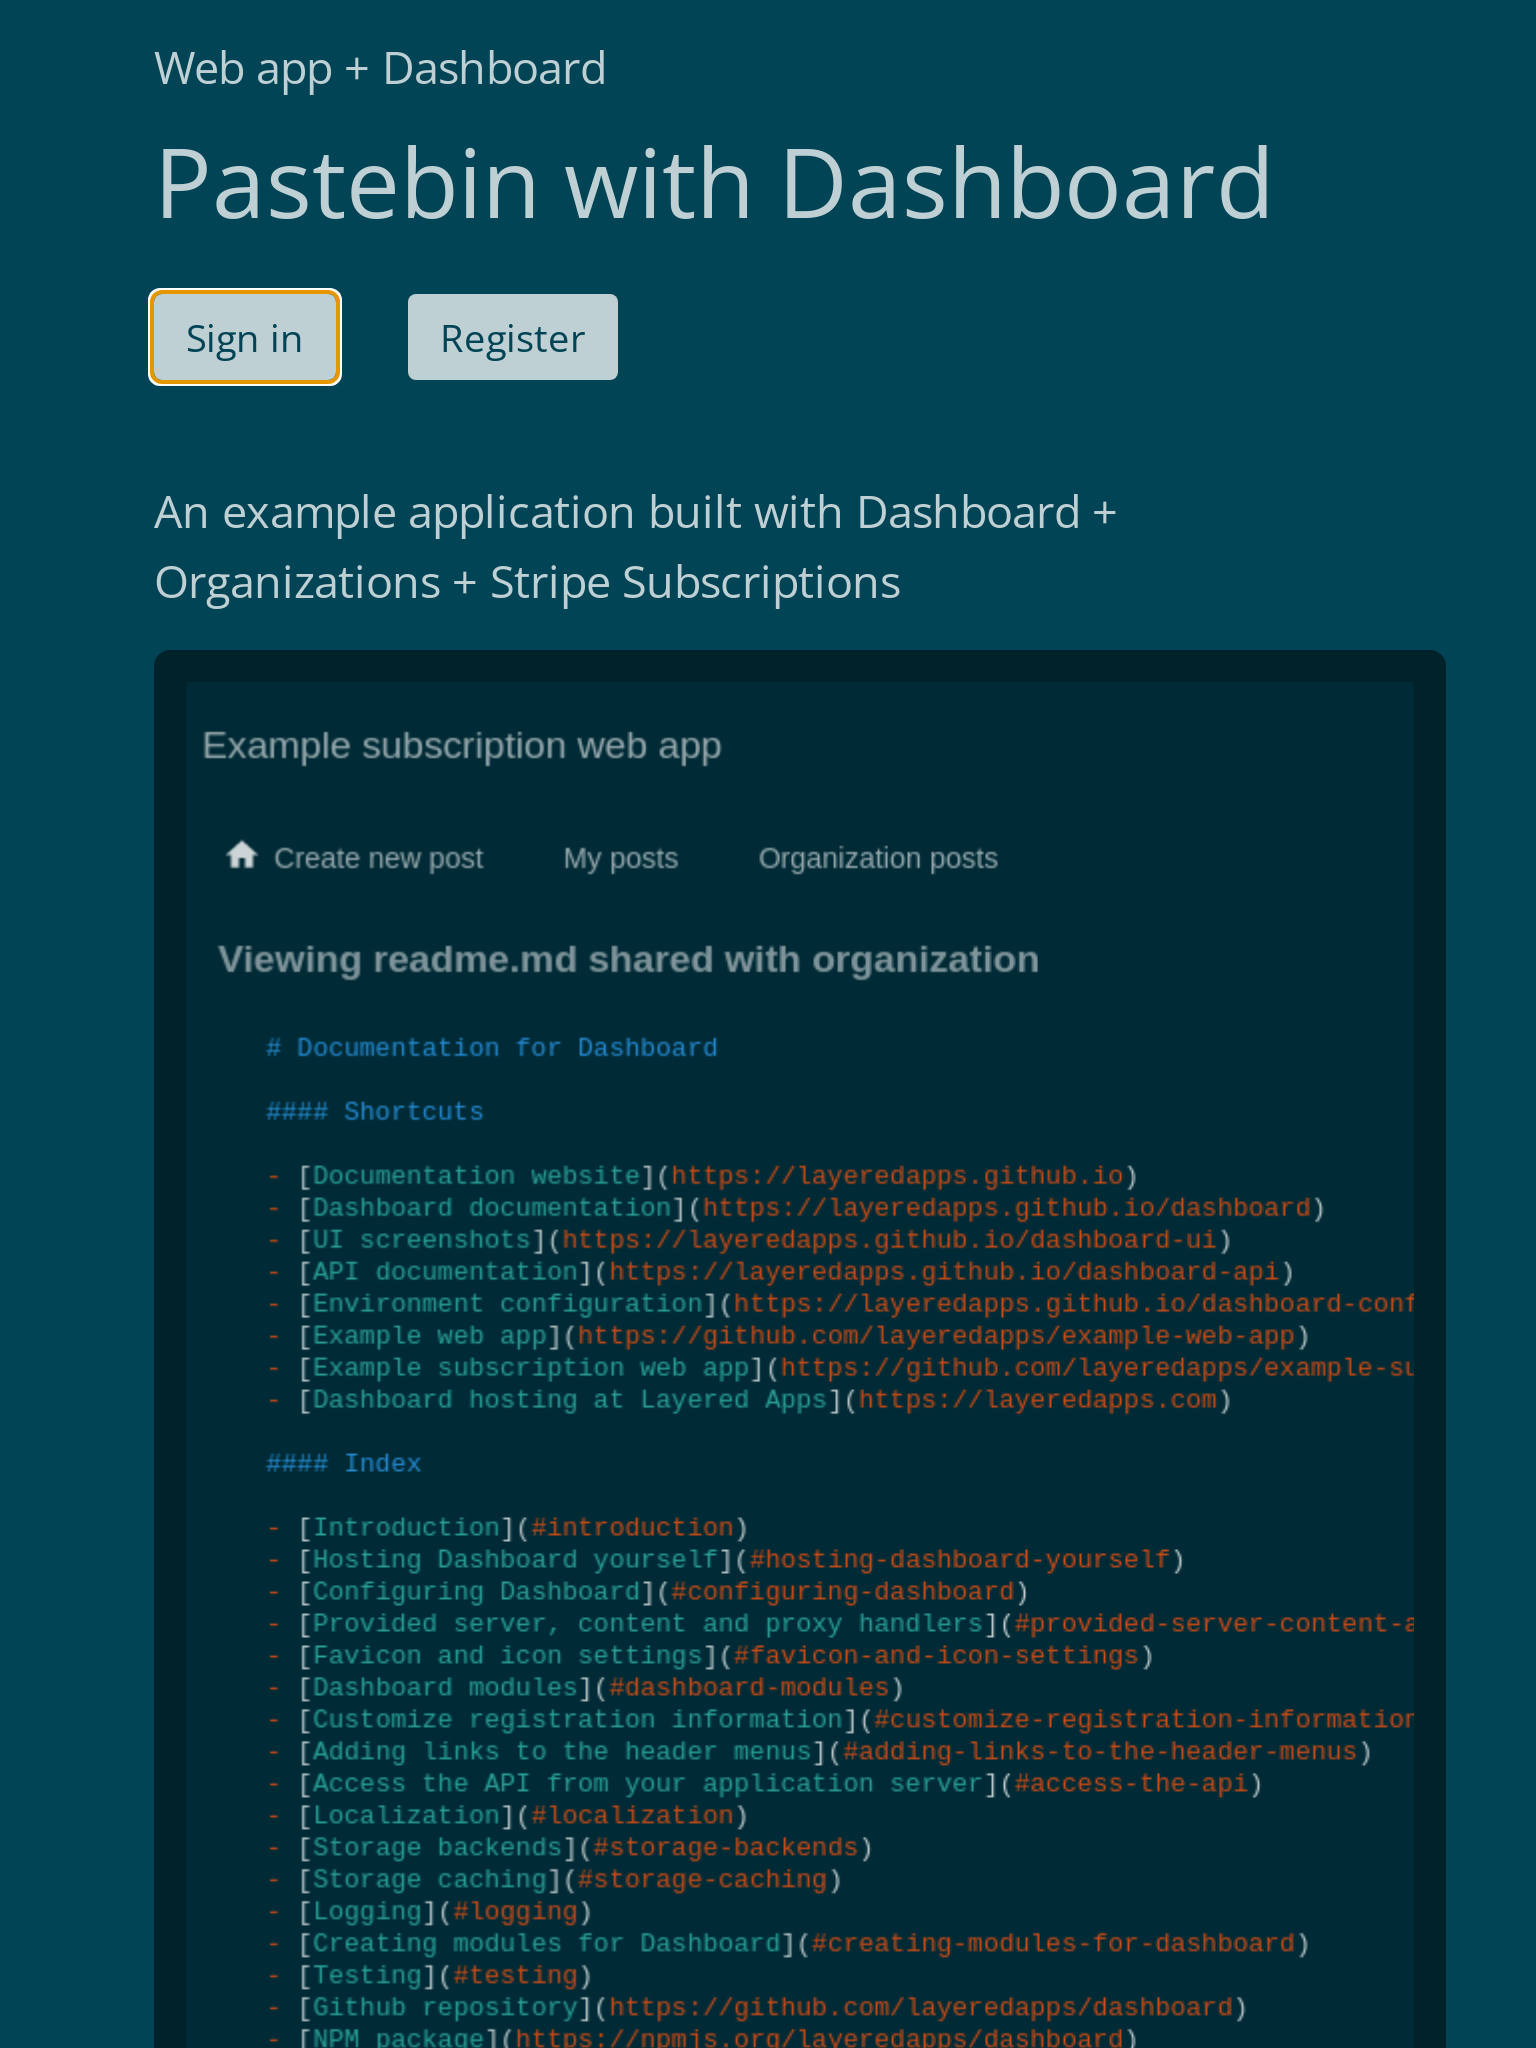 Web app + Dashboard
Pastebin with Dashboard
Sign in
Register
An example application built with Dashboard +
Organizations + Stripe Subscriptions
Example subscription web app
Create new post My posts Organization posts
Viewing readme.md shared with organization
# Documentation for Dashboard
#### Shortcuts
- [Documentation website](https://layeredapps.github.io)
- [Dashboard documentation](https://layeredapps.github.io/dashboard)
- [UI screenshots](https://layeredapps.github.io/dashboard-ui)
- [API documentation](https://layeredapps.github.io/dashboard-api)
- [Environment configuration](https://layeredapps.github.io/dashboard-conf
- [Example web app](https://github.com/layeredapps/example-web-app)
- [Example subscription web app](https://github.com/layeredapps/example-su
- [Dashboard hosting at Layered Apps](https://layeredapps.com)
#### Index
- [Introduction](#introduction)
- [Hosting Dashboard yourself](#hosting-dashboard-yourself)
- [Configuring Dashboard](#configuring-dashboard)
- [Provided server, content and proxy handlers](#provided-server-content-a
- [Favicon and icon settings](#favicon-and-icon-settings)
- [Dashboard modules](#dashboard-modules)
- [Customize registration information](#customize-registration-information
- [Adding links to the header menus](#adding-links-to-the-header-menus)
- [Access the API from your application server](#access-the-api)
- [Localization](#localization)
- [Storage backends](#storage-backends)
- [Storage caching](#storage-caching)
- [Logging](#logging)
- [Creating modules for Dashboard](#creating-modules-for-dashboard)
- [Testing](#testing)
- [Github repository](https://github.com/layeredapps/dashboard)
- [NPM package](https://npmjs.org/layeredapps/dashboard)